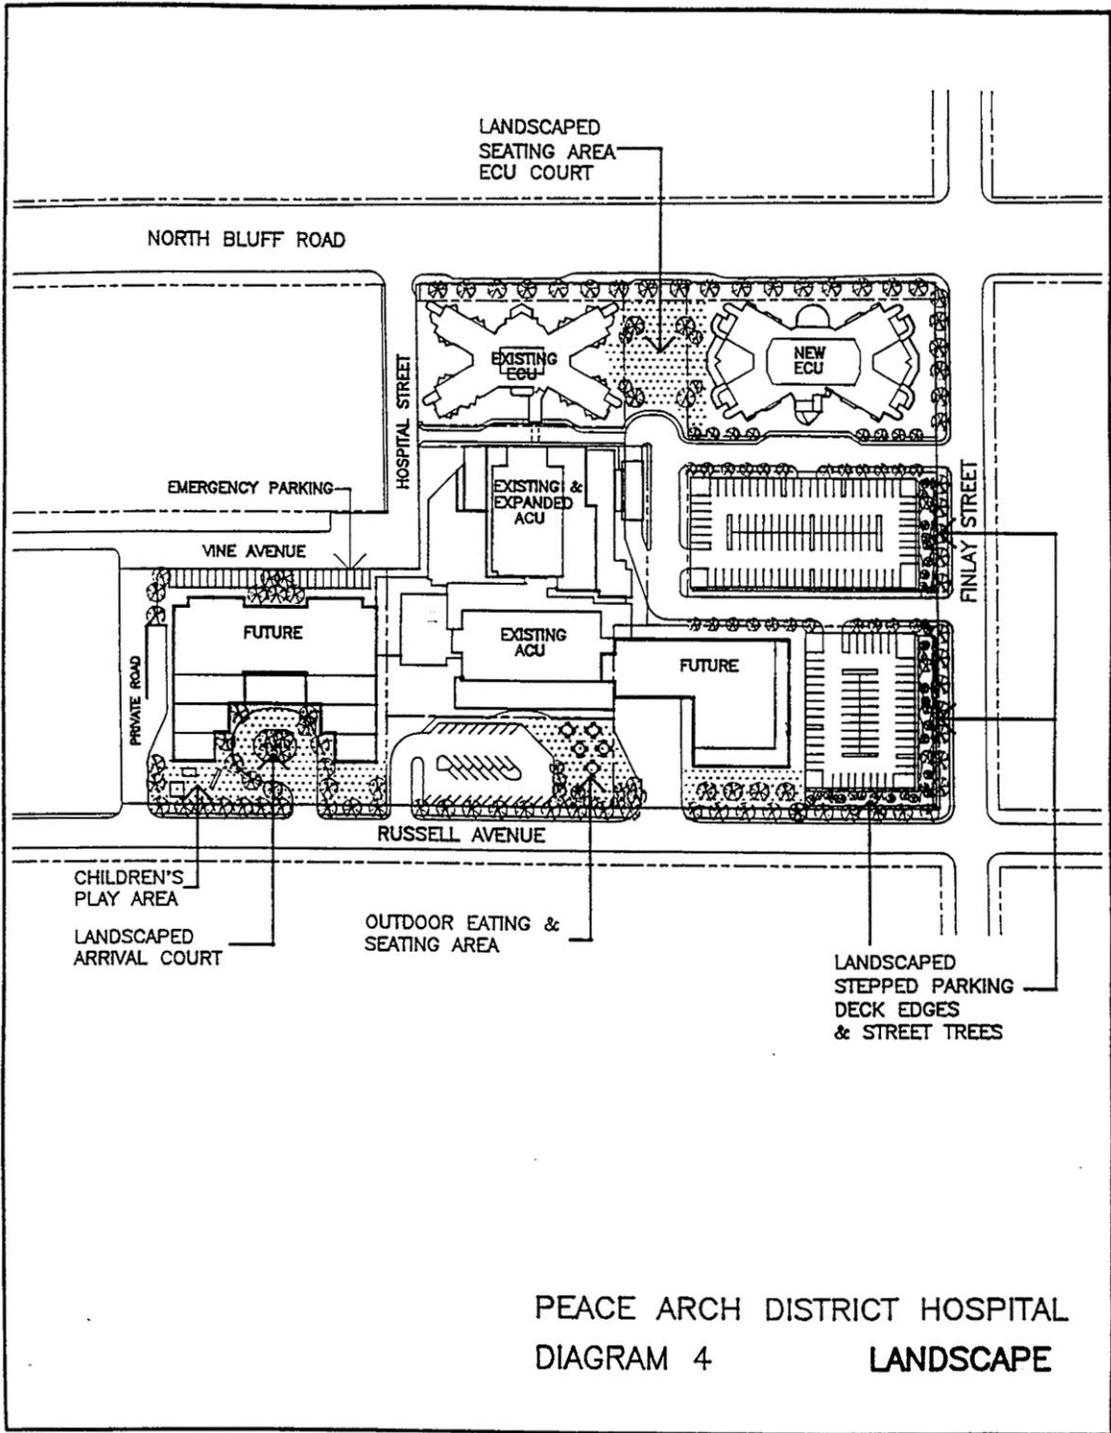 LANDSCAPED
SEATING AREA
ECU COURT
NORTH BLUFF ROAD
HOSPITAL STREET
EXISTING
ECU
NEW
ECU
EMERGENCY PARKING
EXISTING &
EXPANDED
ACU
FINLAY STREET
VINE AVENUE
FUTURE
EXISTING
ACU
FUTURE
PRIVATE ROAD
RUSSELL AVENUE
CHILDREN'S
PLAY AREA
LANDSCAPED
ARRIVAL COURT
OUTDOOR EATING &
SEATING AREA
LANDSCAPED
STEPPED PARKING
DECK EDGES
& STREET TREES
PEACE ARCH DISTRICT HOSPITAL
DIAGRAM 4 LANDSCAPE